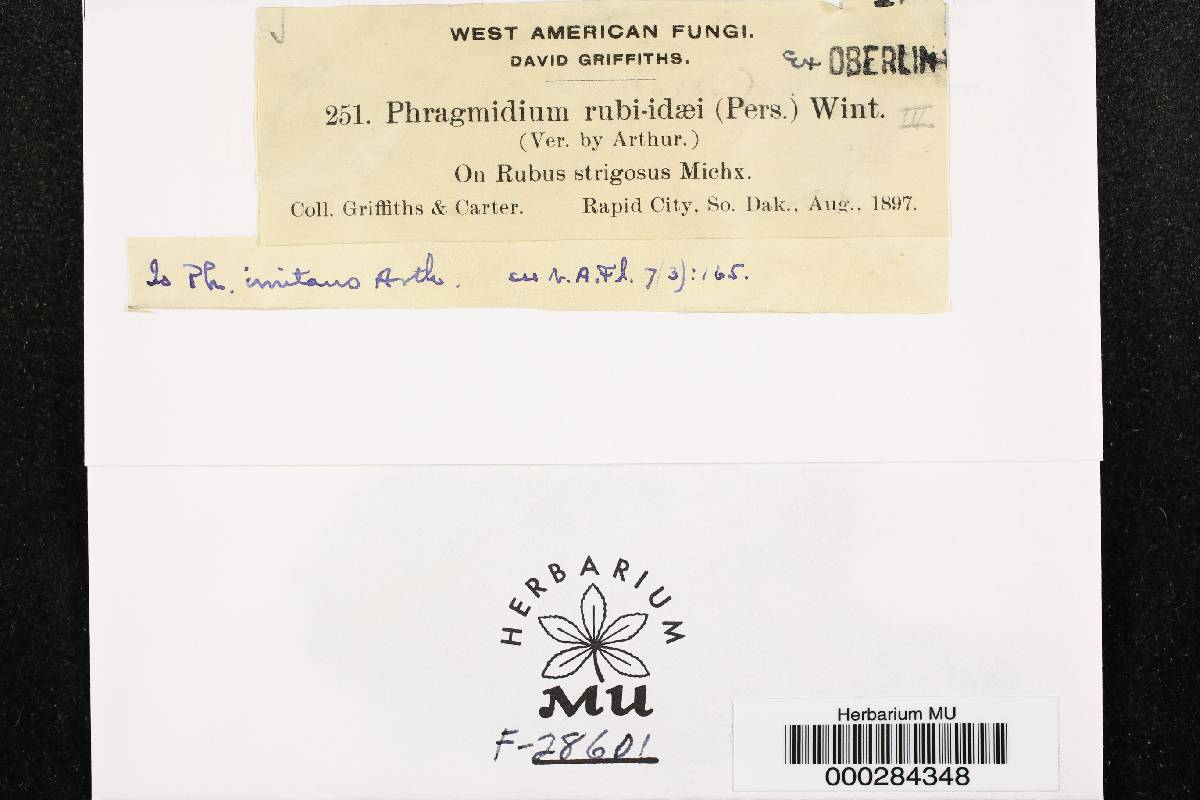 WEST AMERICAN FUNGI.
DAVID GRIFFITHS.
Ex OBERLIN
251. Phragmidium rubi-idæi (Pers.) Wint. III
(Ver. by Arthur.)
On Rubus strigosus Michx.
Coll. Griffiths & Carter. Rapid City, So. Dak., Aug., 1897.
Is Ph. imitans Arth. N.A.Fl. 7(3):165.
HERBARIUM
MU
F-28601
Herbarium MU
000284348